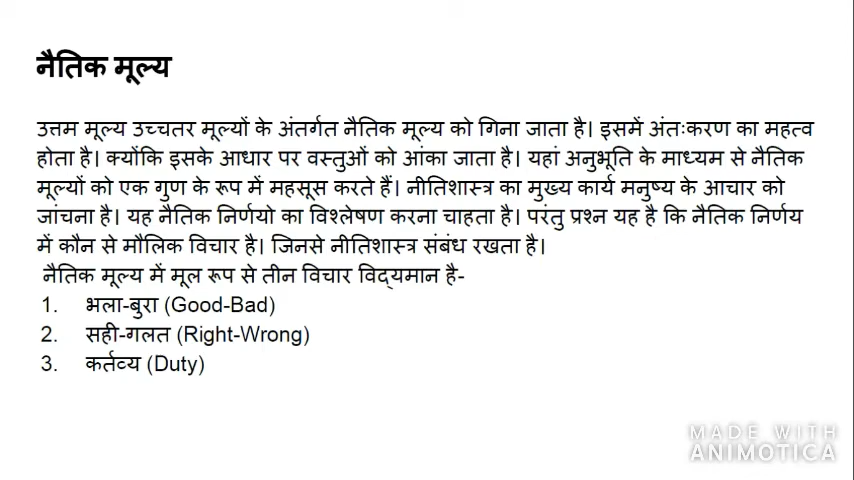 नैतिक मूल्य
उत्तम मूल्य उच्चतर मूल्यों के अंतर्गत नैतिक मूल्य को गिना जाता है। इसमें अंतःकरण का महत्व
होता है। क्योंकि इसके आधार पर वस्तुओं को आंका जाता है। यहां अनुभूति के माध्यम से नैतिक
मूल्यों को एक गुण के रूप में महसूस करते हैं। नीतिशास्त्र का मुख्य कार्य मनुष्य के आचार को
जांचना है। यह नैतिक निर्णयो का विश्लेषण करना चाहता है। परंतु प्रश्न यह है कि नैतिक निर्णय
में कौन से मौलिक विचार है। जिनसे नीतिशास्त्र संबंध रखता है।
नैतिक मूल्य में मूल रूप से तीन विचार विद्यमान है-
1. भला-बुरा (Good-Bad)
2. सही-गलत (Right-Wrong)
3. कर्तव्य (Duty)
MADE WITH
ANIMOTICA